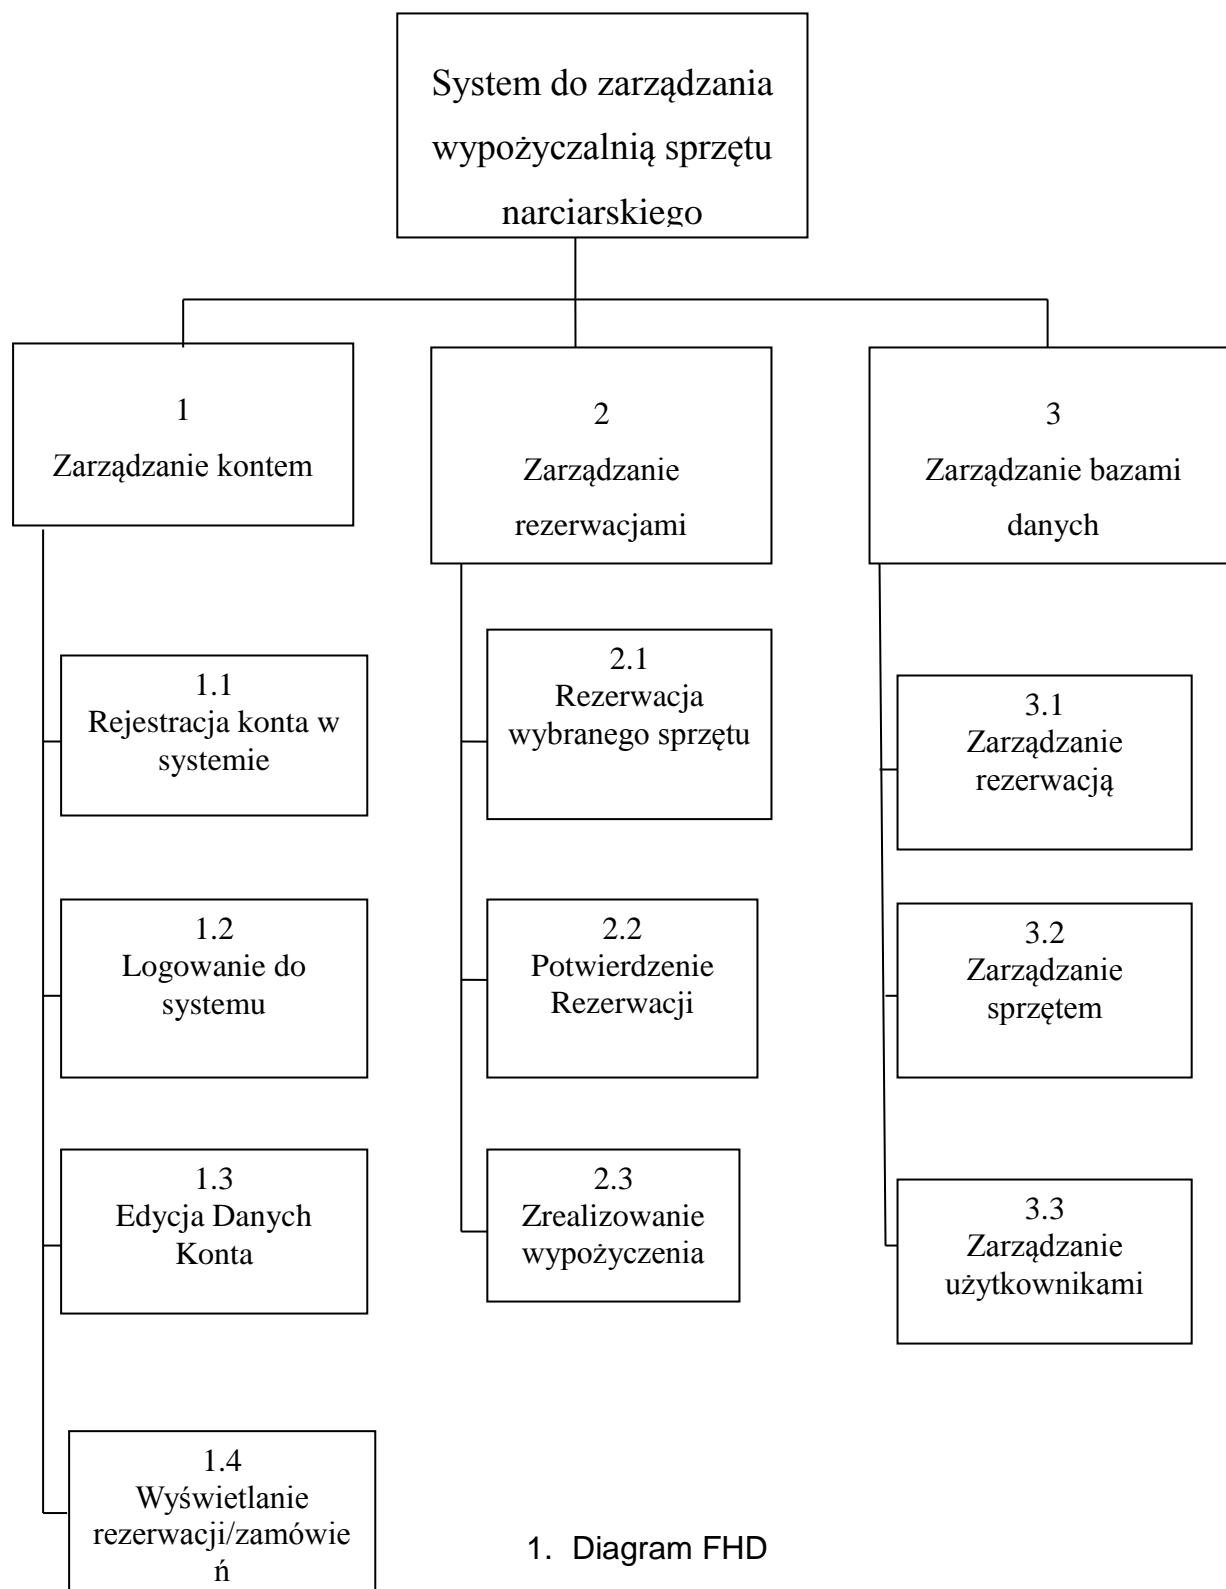 System do zarządzania
wypożyczalnią sprzętu
narciarskiego
1
Zarządzanie kontem
2
Zarządzanie
rezerwacjami
3
Zarządzanie bazami
danych
1.1
Rejestracja konta w
systemie
1.2
Logowanie do
systemu
1.3
Edycja Danych
Konta
1.4
Wyświetlanie
rezerwacji/zamówie
ń
2.1
Rezerwacja
wybranego sprzętu
2.2
Potwierdzenie
Rezerwacji
2.3
Zrealizowanie
wypożyczenia
3.1
Zarządzanie
rezerwacją
3.2
Zarządzanie
sprzętem
3.3
Zarządzanie
użytkownikami
1. Diagram FHD